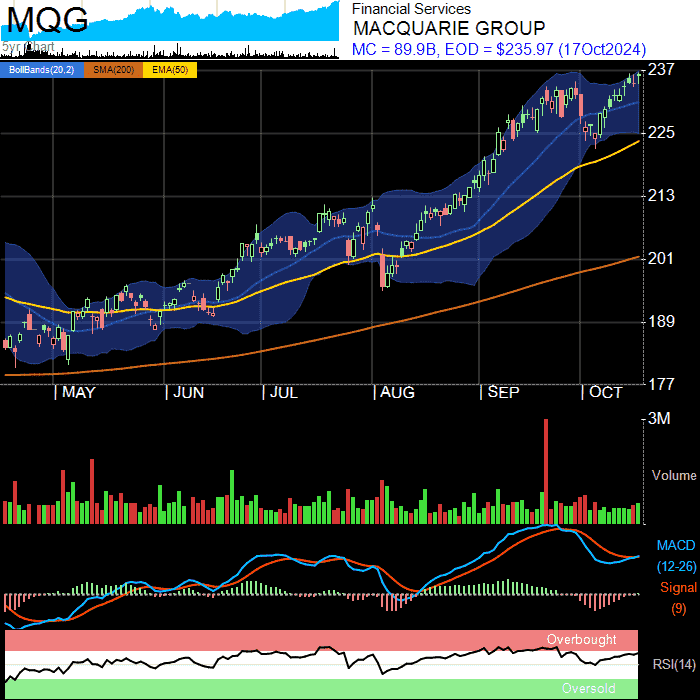 MQG
5yr Chart
Financial Services
MACQUARIE GROUP
MC = 89.9B, EOD = $235.97 (17Oct2024)
BollBands(20,2) SMA(200) EMA(50)
237
225
213
201
189
177
MAY JUN JUL AUG SEP OCT
3M
Volume
MACD
(12-26)
Signal
(9)
Overbought
RSI(14)
Oversold